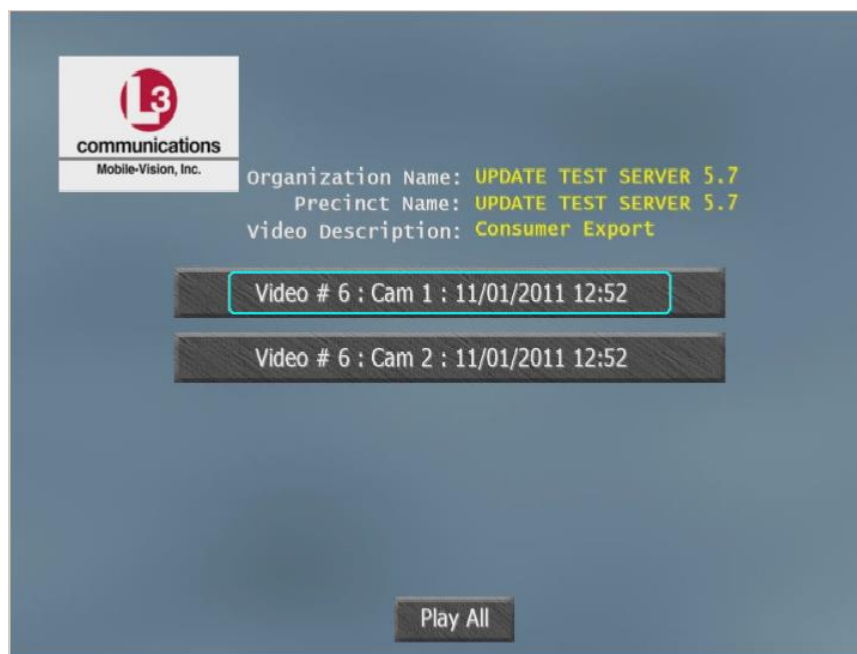 L3
communications
Mobile-Vision, Inc.
Organization Name: UPDATE TEST SERVER 5.7
Precinct Name: UPDATE TEST SERVER 5.7
Video Description: Consumer Export
Video # 6 : Cam 1 : 11/01/2011 12:52
Video # 6 : Cam 2 : 11/01/2011 12:52
Play All